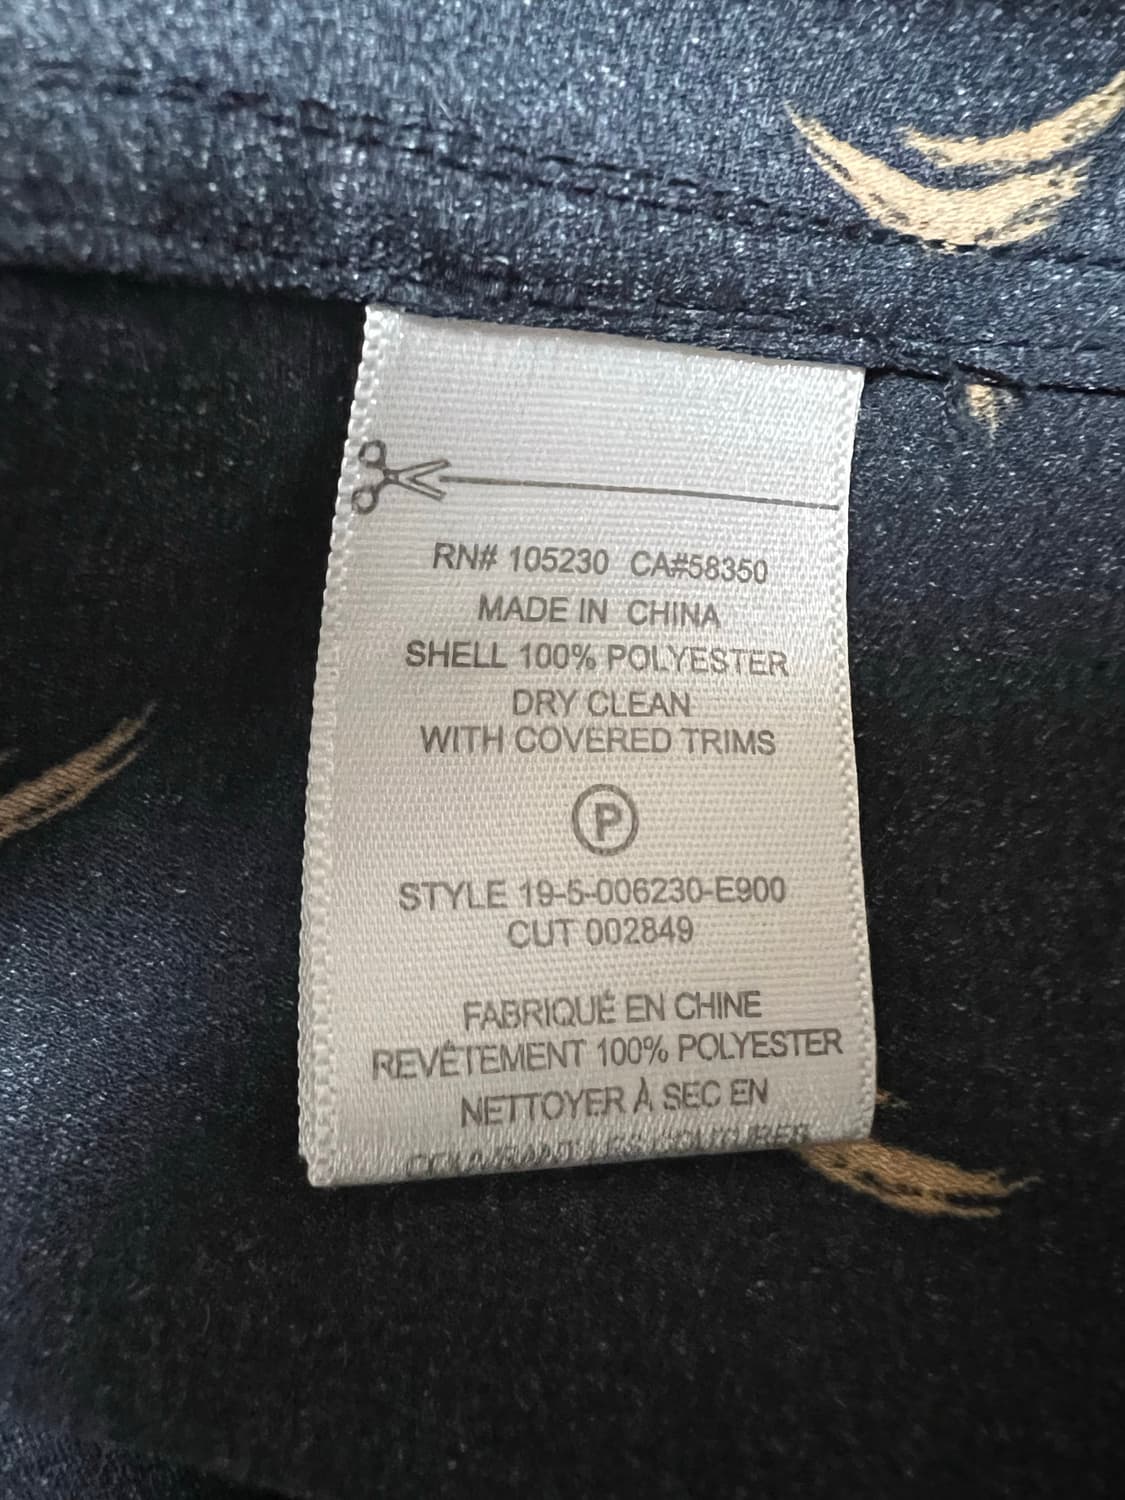 RN# 105230 CA#58350
MADE IN CHINA
SHELL 100% POLYESTER
DRY CLEAN
WITH COVERED TRIMS
P
STYLE 19-5-006230-E900
CUT 002849
FABRIQUÉ EN CHINE
REVÊTEMENT 100% POLYESTER
NETTOYER À SEC EN